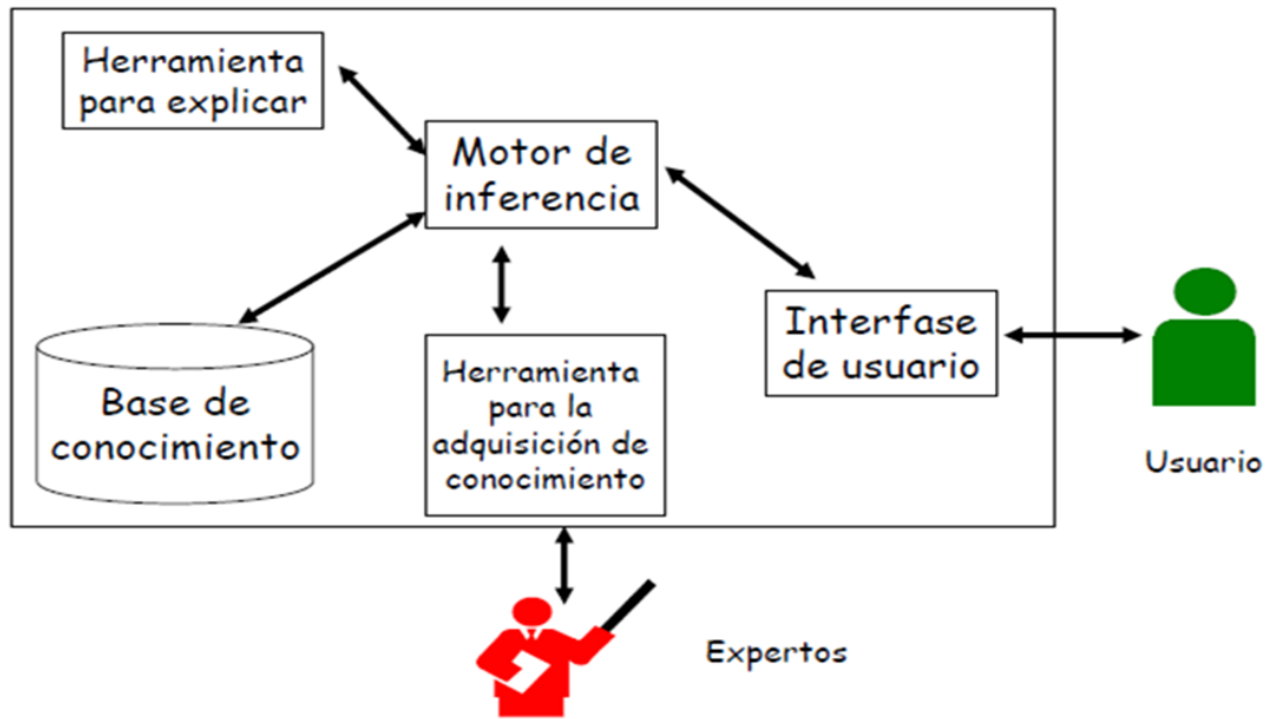 Herramienta
para explicar
Motor de
inferencia
Interfase
de usuario
Base de
conocimiento
Herramienta
para la
adquisición de
conocimiento
Usuario
Expertos